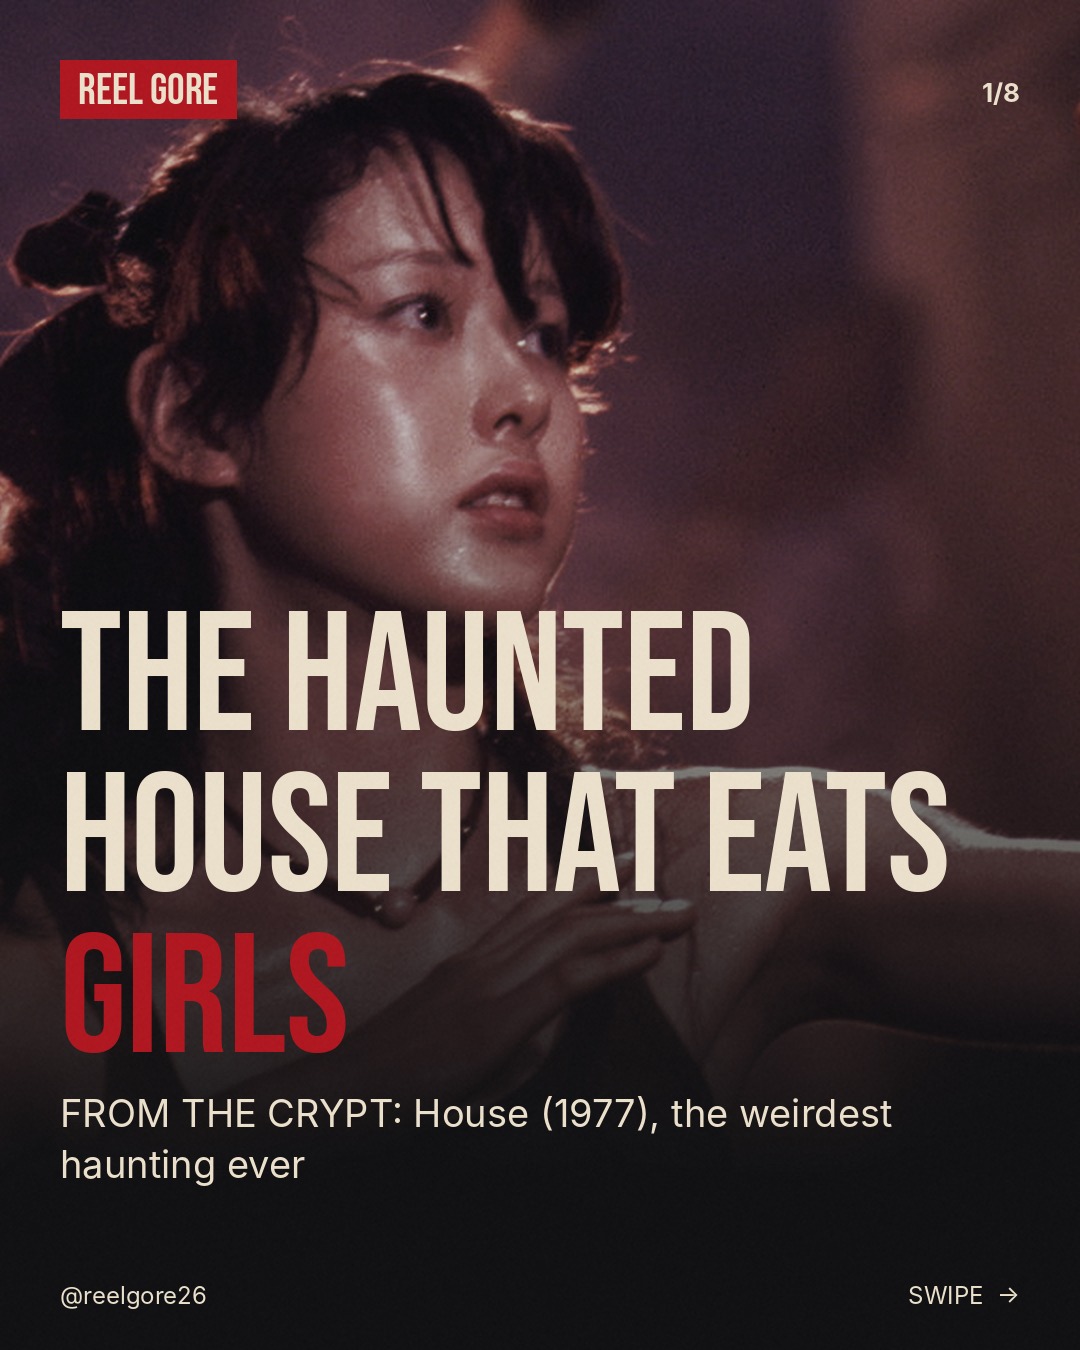 REEL GORE
1/8
THE HAUNTED
HOUSE THAT EATS
GIRLS
FROM THE CRYPT: House (1977), the weirdest
haunting ever
@reelgore26
SWIPE →